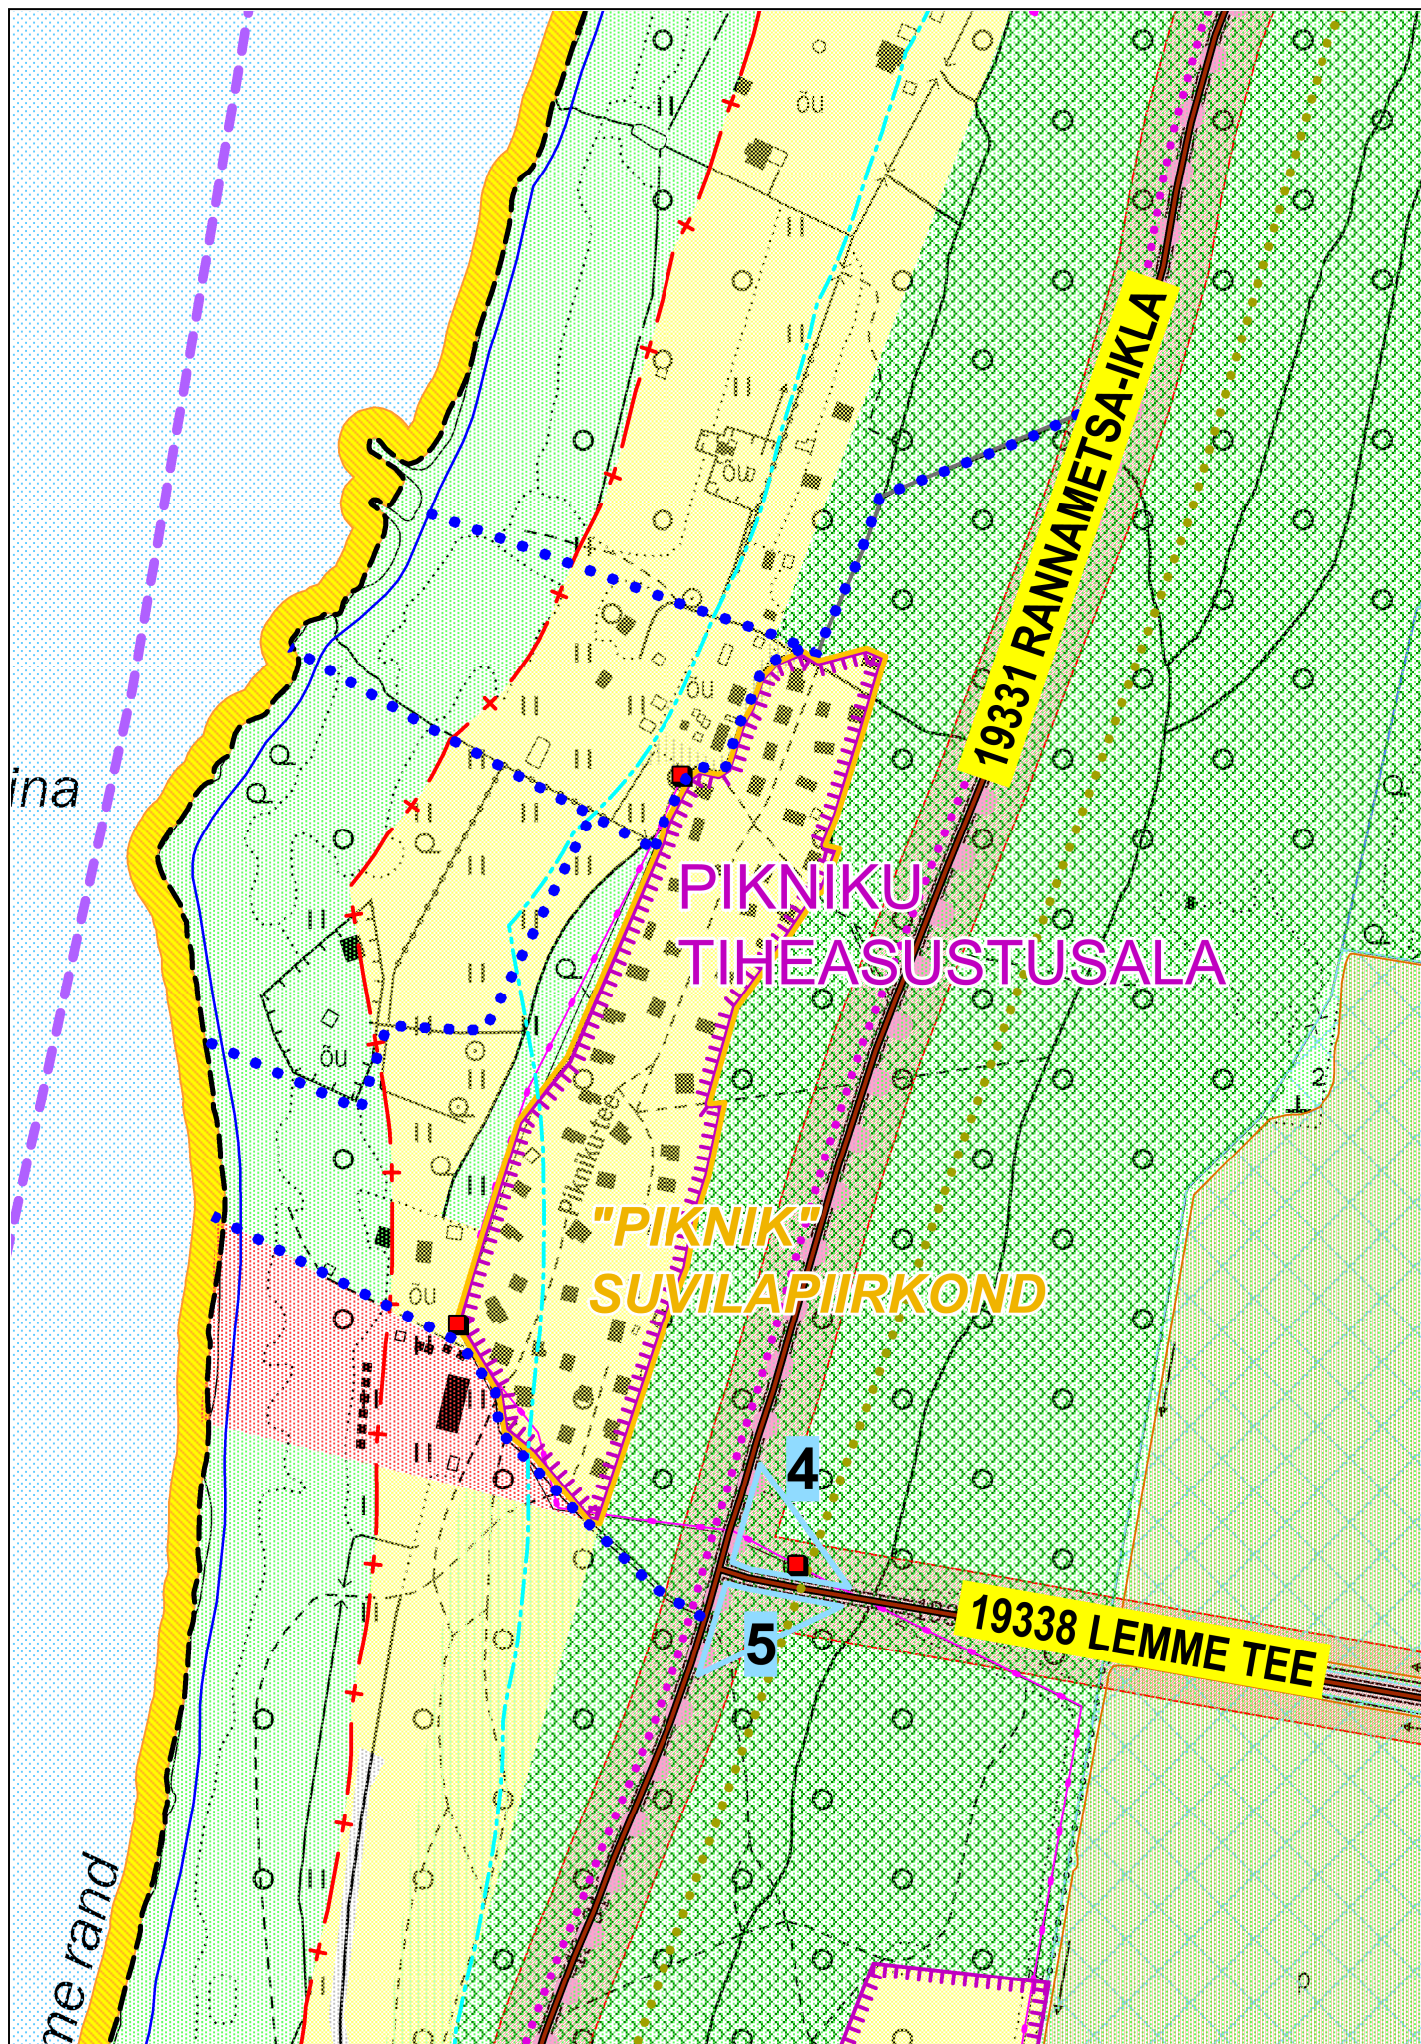 õu
19331 RANNAMETSA-IKLA
õu
õu
ina
PIKNIKU
TIHEASUSTUSALA
õu
2
Pikniku tee
"PIKNIK"
SUVILAPIIRKOND
õu
4
5
19338 LEMME TEE
me rand